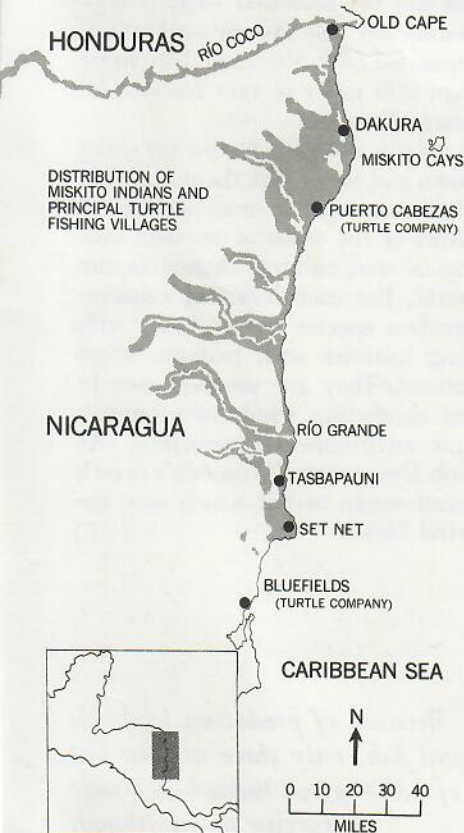 OLD CAPE
HONDURAS
RÍO COCO
DAKURA
MISKITO CAYS
DISTRIBUTION OF
MISKITO INDIANS AND
PRINCIPAL TURTLE
FISHING VILLAGES
PUERTO CABEZAS
(TURTLE COMPANY)
NICARAGUA
RÍO GRANDE
TASBAPAUNI
SET NET
BLUEFIELDS
(TURTLE COMPANY)
CARIBBEAN SEA
N
0 10 20 30 40
MILES